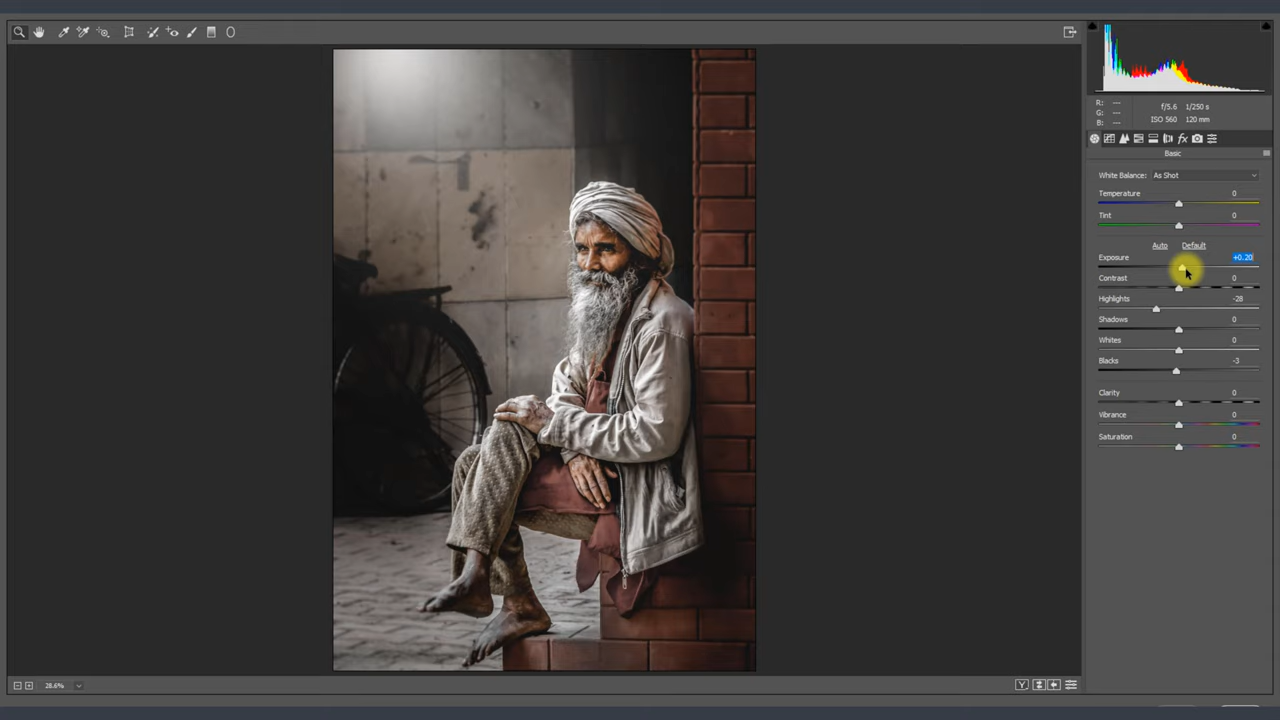 R: ---
G: ---
B: ---
f/5.6 1/250 s
ISO 560 120 mm
fx
Basic
White Balance: As Shot
Temperature 0
Tint 0
Auto Default
Exposure +0.20
Contrast 0
Highlights -28
Shadows 0
Whites 0
Blacks -3
Clarity 0
Vibrance 0
Saturation 0
28.6% Y